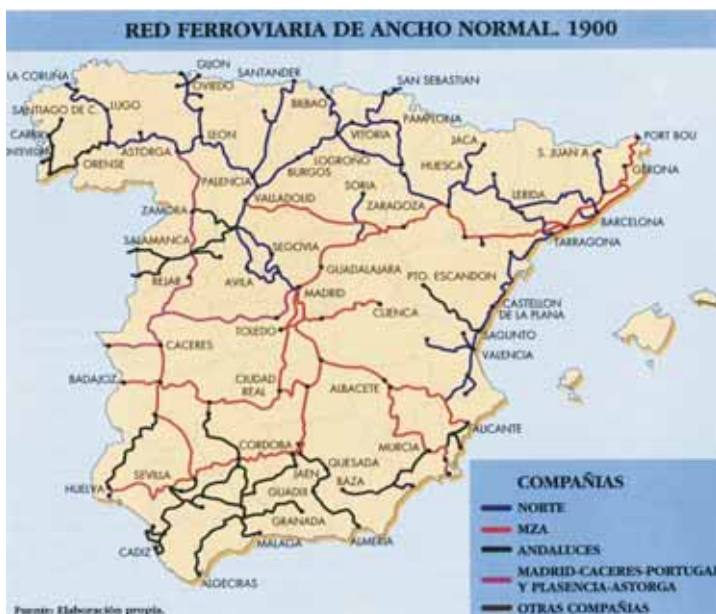 RED FERROVIARIA DE ANCHO NORMAL. 1900
GIJON
LA CORUÑA
OVIEDO
SANTANDER
BILBAO
SAN SEBASTIAN
SANTIAGO DE C.
LUGO
LEON
VITORIA
PAMPLONA
JACA
PORT BOU
ORENSE
ASTORGA
LOGROÑO
HUESCA
S. JUAN A.
GERONA
PALENCIA
BURGOS
SORIA
LERIDA
ZAMORA
VALLADOLID
ZARAGOZA
BARCELONA
SALAMANCA
SEGOVIA
TARRAGONA
BEJAR
AVILA
GUADALAJARA
PTO. ESCANDON
MADRID
CASTELLON
DE LA PLANA
TOLEDO
CUENCA
SAGUNTO
CACERES
VALENCIA
BADAJOZ
CIUDAD
REAL
ALBACETE
ALICANTE
CORDOBA
QUESADA
MURCIA
SEVILLA
JAEN
BAZA
HUELVA
GUADIX
GRANADA
CADIZ
MALAGA
ALMERIA
ALGECIRAS
COMPAÑIAS
NORTE
MZA
ANDALUCES
MADRID-CACERES-PORTUGAL
Y PLASENCIA-ASTORGA
OTRAS COMPAÑIAS
Fuente: Elaboración propia.